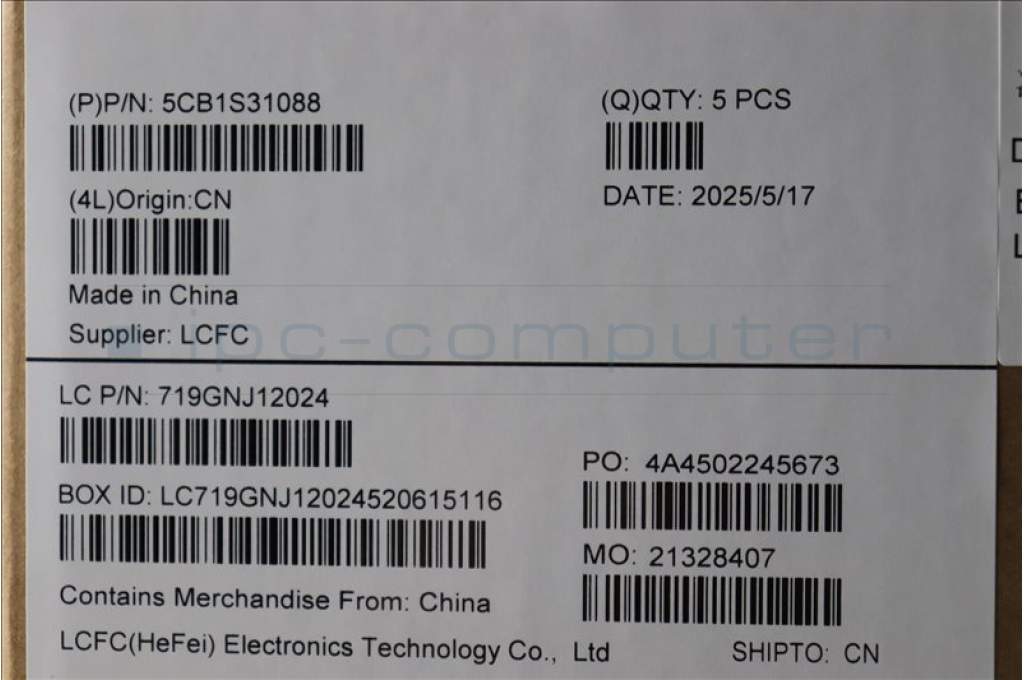 (P)P/N: 5CB1S31088
(Q)QTY: 5 PCS
(4L)Origin:CN
DATE: 2025/5/17
Made in China
Supplier: LCFC
ipc-computer
LC P/N: 719GNJ12024
PO: 4A4502245673
BOX ID: LC719GNJ12024520615116
MO: 21328407
Contains Merchandise From: China
LCFC(HeFei) Electronics Technology Co., Ltd
SHIPTO: CN